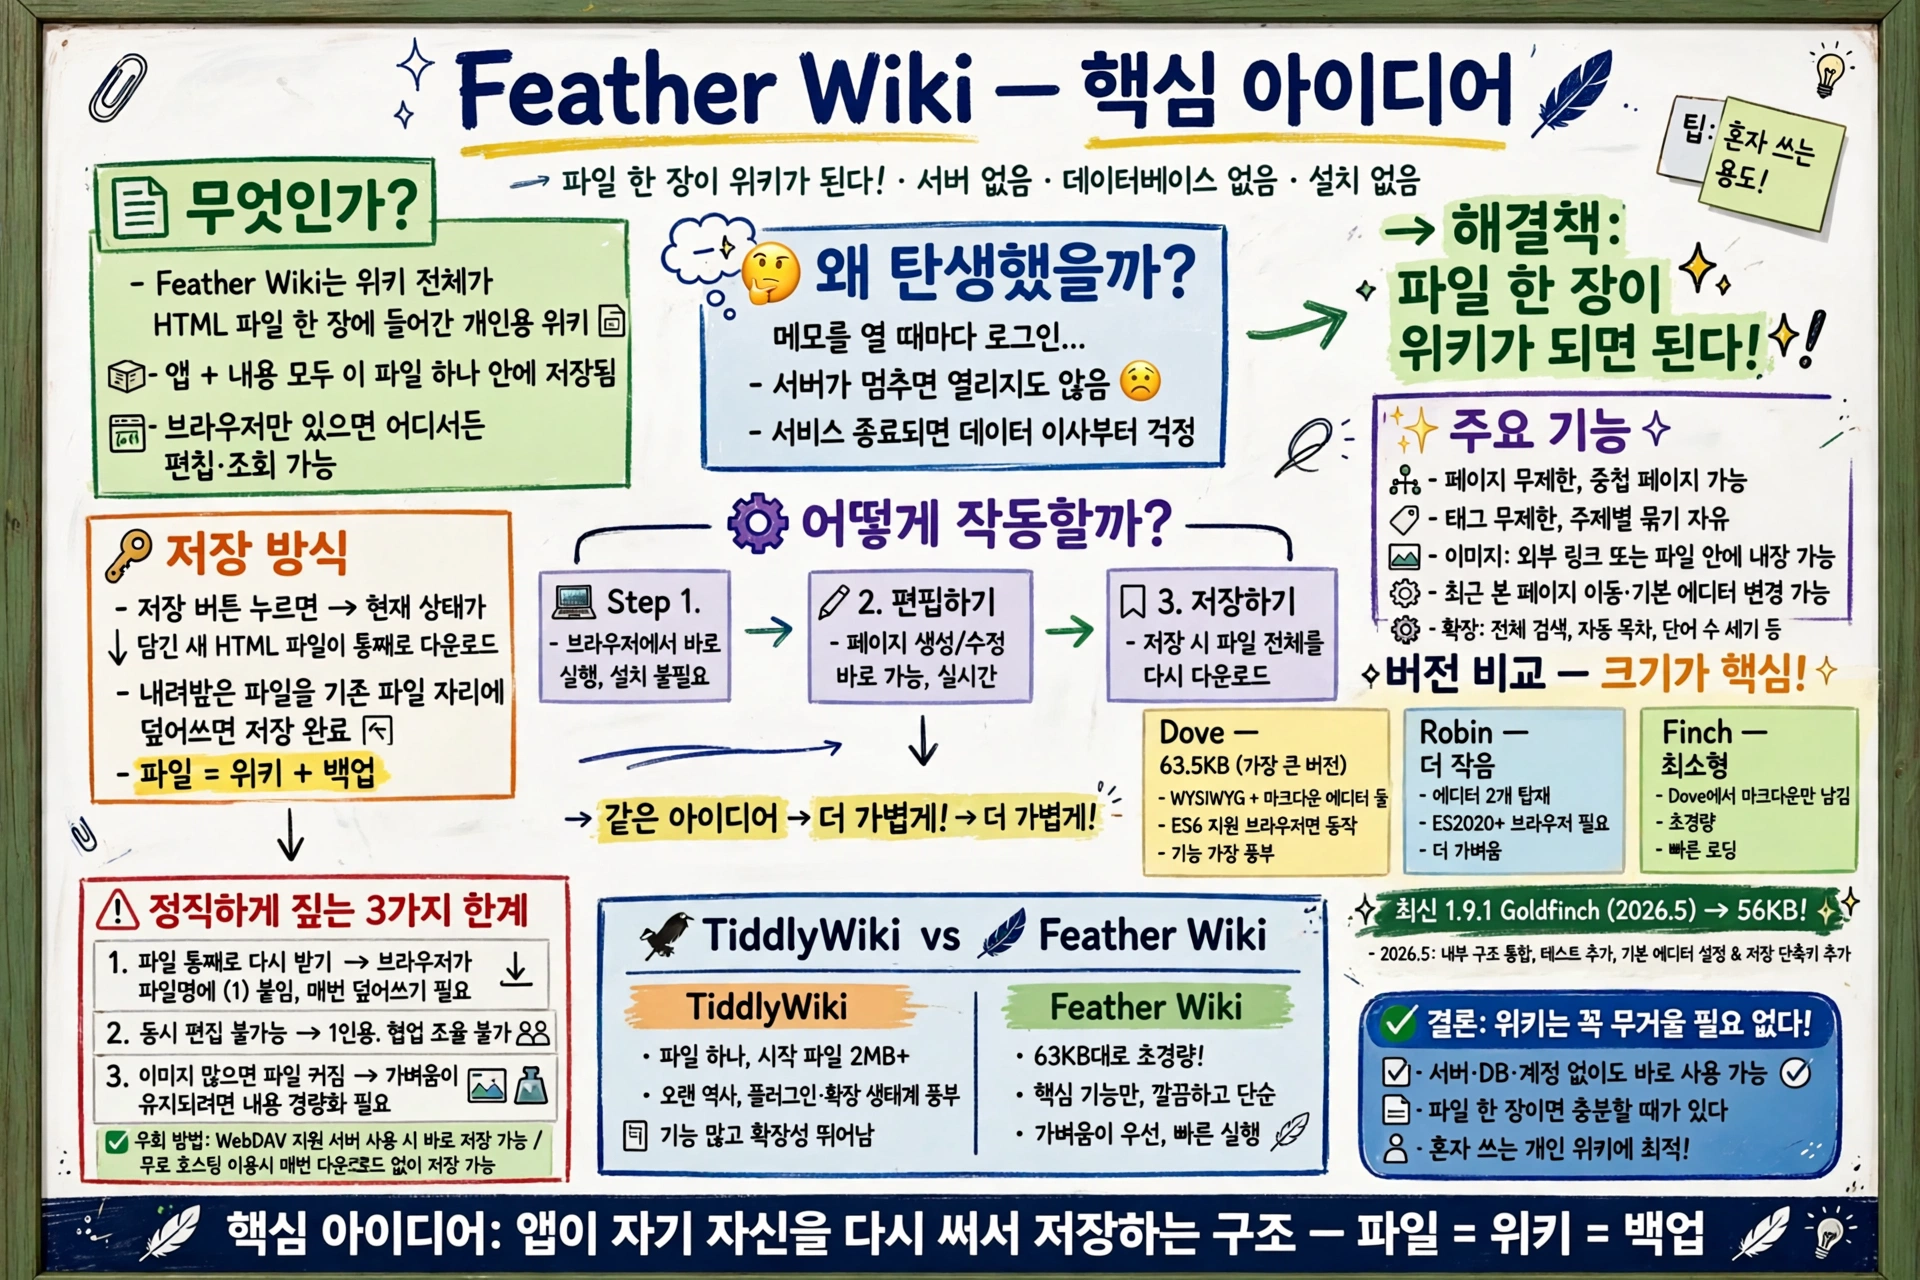 Feather Wiki — 핵심 아이디어
→ 파일 한 장이 위키가 된다! · 서버 없음 · 데이터베이스 없음 · 설치 없음
팁: 혼자 쓰는
용도!
무엇인가?
- Feather Wiki는 위키 전체가
HTML 파일 한 장에 들어간 개인용 위키
- 앱 + 내용 모두 이 파일 하나 안에 저장됨
- 브라우저만 있으면 어디서든
편칩·조회 가능
왜 탄생했을까?
메모를 열 때마다 로그인...
- 서버가 멈추면 열리지도 않음
- 서비스 종료되면 데이터 이사부터 걱정
→ 해결책:
파일 한 장이
위키가 되면 된다!
주요 기능
- 페이지 무제한, 중첩 페이지 가능
- 태그 무제한, 주제별 묶기 자유
- 이미지: 외부 링크 또는 파일 안에 내장 가능
- 최근 본 페이지 이동·기본 에디터 변경 가능
- 확장: 전체 검색, 자동 목차, 단어 수 세기 등
저장 방식
- 저장 버튼 누르면 → 현재 상태가
담긴 새 HTML 파일이 통째로 다운로드
- 내려밮은 파일을 기존 파일 자리에
덮어쓰면 저장 완료
- 파일 = 위키 + 백업
어떻게 작동할까?
Step 1.
- 브라우저에서 바로
실행, 설치 불필요
2. 편핍하기
- 페이지 생성/수정
바로 가능, 실시간
3. 저장하기
- 저장 시 파일 전체를
다시 다운로드
→ 같은 아이디어 → 더 가볍게! → 더 가볍게!
버전 비교 — 크기가 핵심!
Dove —
63.5KB (가장 큰 버전)
- WYSIWYG + 마크다운 에디터 둘
- ES6 지원 브라우저면 동작
- 기능 가장 풍부
Robin —
더 작음
- 에디터 2개 탑재
- ES2020+ 브라우저 필요
- 더 가벼움
Finch —
최소형
- Dove에서 마크다운만 남김
- 초경량
- 빠른 로딩
최신 1.9.1 Goldfinch (2026.5) → 56KB!
- 2026.5: 내부 구조 통합, 테스트 추가, 기본 에디터 설정 & 저장 단축키 추가
정직하게 짚는 3가지 한계
1. 파일 통째로 다시 받기 → 브라우저가
파일명에 (1) 붙임, 매번 덮어쓰기 필요
2. 동시 편집 불가능 → 1인용. 협업 조율 불가
3. 이미지 많으면 파일 커짐 → 가벼움이
유지되려면 내용 경량화 필요
우회 방법: WebDAV 지원 서버 사용 시 바로 저장 가능 /
무로 호스팅 이용시 매번 다운로드 없이 저장 가능
TiddlyWiki vs Feather Wiki
TiddlyWiki
· 파일 하나, 시작 파일 2MB+
· 오랜 역사, 플러그인·확장 생태계 풍부
기능 많고 확장성 뛰어남
Feather Wiki
· 63KB대로 초경량!
· 핵심 기능만, 깔끔하고 단순
· 가벼움이 우선, 빠른 실행
결론: 위키는 꼭 무거울 필요 없다!
· 서버·DB·계정 없이도 바로 사용 가능
· 파일 한 장이면 충분할 때가 있다
· 혼자 쓰는 개인 위키에 최적!
핵심 아이디어: 앱이 자기 자신을 다시 써서 저장하는 구조 — 파일 = 위키 = 백업